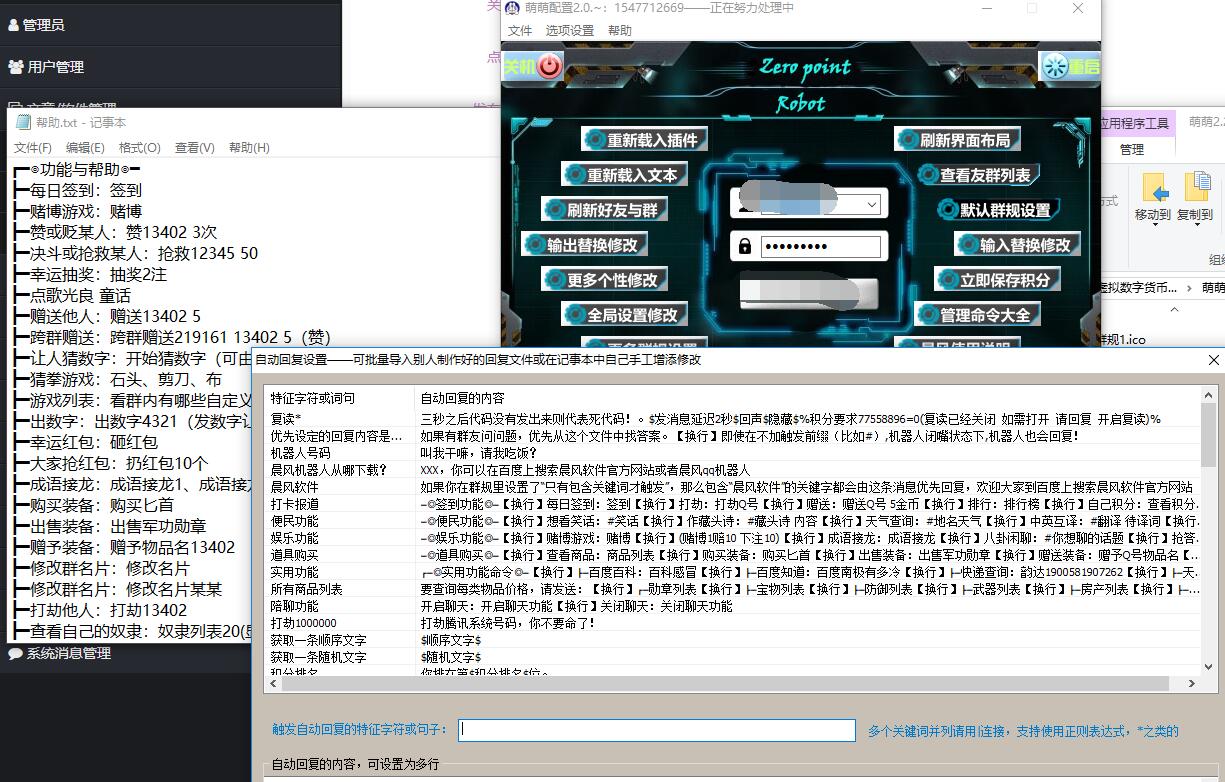 管理员
用户管理
帮助.txt - 记事本
文件(F) 编辑(E) 格式(O) 查看(V) 帮助(H)
┏━⊙功能与帮助⊙━
┣━每日签到：签到
┣━赌博游戏：赌博
┣━赞或贬某人：赞13402 3次
┣━决斗或抢救某人：抢救12345 50
┣━幸运抽奖：抽奖2注
┣━点歌光良 童话
┣━赠送他人：赠送13402 5
┣━跨群赠送：跨群赠送219161 13402 5（赞）
┣━让人猜数字：开始猜数字（可由
┣━猜拳游戏：石头、剪刀、布
┣━游戏列表：看群内有哪些自定义
┣━出数字：出数字4321（发数字让
┣━幸运红包：砸红包
┣━大家抢红包：扔红包10个
┣━成语接龙：成语接龙1、成语接龙
┣━购买装备：购买匕首
┣━出售装备：出售军功勋章
┣━赠予装备：赠予物品名13402
┣━修改群名片：修改名片
┣━修改群名片：修改名片某某
┣━打劫他人：打劫13402
┣━查看自己的奴隶：奴隶列表20(
系统消息管理
萌萌配置2.0.~：1547712669——正在努力处理中
文件 选项设置 帮助
关机
Zero point
Robot
重启
重新载入插件
刷新界面布局
重新载入文本
查看友群列表
刷新好友与群
默认群规设置
输出替换修改
输入替换修改
更多个性修改
立即保存积分
全局设置修改
管理命令大全
应用程序工具
萌萌2.
管理
移动到 复制到
组织
虚拟数字货币... › 萌萌
群规1.ico
自动回复设置——可批量导入别人制作好的回复文件或在记事本中自己手工增添修改
特征字符或词句 自动回复的内容
复读* 三秒之后代码没有发出来则代表死代码！。$发消息延迟2秒$回声$隐藏$%积分要求77558896=0(复读已经关闭 如需打开 请回复 开启复读)%
优先设定的回复内容是... 如果有群友问问题，优先从这个文件中找答案。【换行】即使在不加触发前缀（比如#）,机器人闭嘴状态下,机器人也会回复！
机器人号码 叫我干嘛，请我吃饭？
晨风机器人从哪下载？ XXX，你可以在百度上搜索晨风软件官方网站或者晨风qq机器人
晨风软件 如果你在群规里设置了“只有包含关键词才触发”，那么包含“晨风软件”的关键字都会由这条消息优先回复，欢迎大家到百度上搜索晨风软件官方网站
打卡报道 —@签到功能@—【换行】每日签到：签到【换行】打劫：打劫Q号【换行】赠送：赠送Q号 5金币【换行】排行：排行榜【换行】自己积分：查看积分.
便民功能 —@便民功能@—【换行】想看笑话：#笑话【换行】作藏头诗：#藏头诗 内容【换行】天气查询：#地名天气【换行】中英互译：#翻译 待译词【换行.
娱乐功能 —@娱乐功能@—【换行】赌博游戏：赌博【换行】(赌博1赔10 下注10)【换行】成语接龙：成语接龙【换行】八卦闲聊：#你想聊的话题【换行】抢答.
道具购买 —@道具购买@—【换行】查看商品：商品列表【换行】购买装备：购买匕首【换行】出售装备：出售军功勋章【换行】赠送装备：赠予Q号物品名【...
实用功能 ┏—@实用功能命令@—【换行】┣—百度百科：百科感冒【换行】┣—百度知道：百度南极有多冷【换行】┣—快递查询：韵达1900581907262【换行】┣—天.
所有商品列表 要查询每类物品价格，请发送：【换行】┏—勋章列表【换行】┣—宝物列表【换行】┣—防御列表【换行】┣—武器列表【换行】┣—房产列表【换行】┣—...
陪聊功能 开启聊天：开启聊天功能【换行】关闭聊天：关闭聊天功能
打劫1000000 打劫腾讯系统号码，你不要命了！
获取一条顺序文字 $顺序文字$
获取一条随机文字 $随机文字$
积分排名 你排在第$积分排名$位。
触发自动回复的特征字符或句子：
多个关键词并列请用|连接，支持使用正则表达式，*之类的
自动回复的内容，可设置为多行